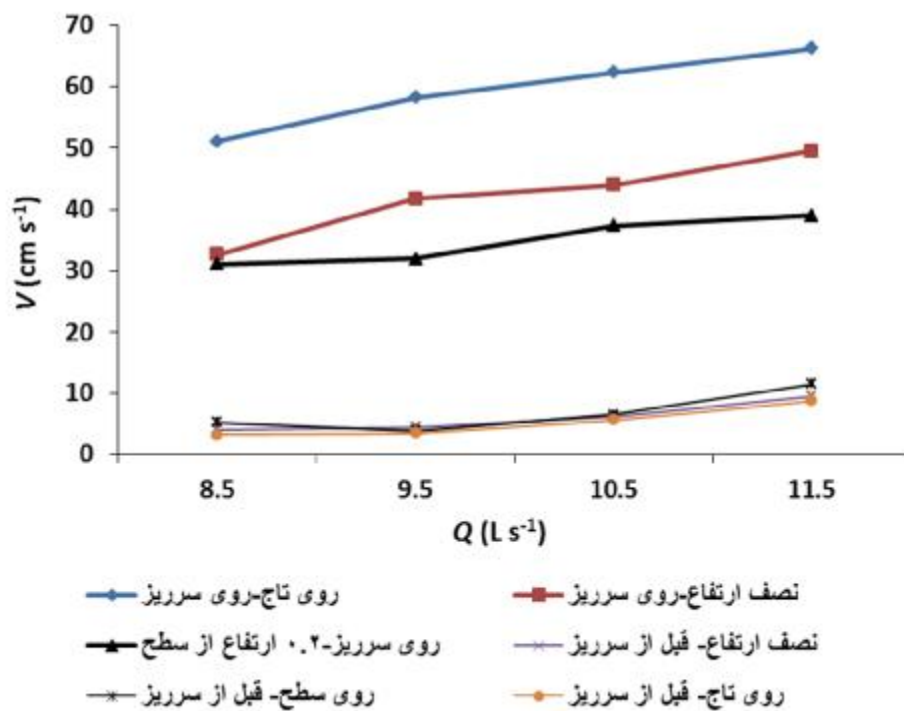 70
60
50
40
30
20
10
0
V (cm s⁻¹)
8.5 9.5 10.5 11.5
Q (L s⁻¹)
روی تاج-روی سرریز
نصف ارتفاع-روی سرریز
روی سرریز-۰.۲ ارتفاع از سطح
نصف ارتفاع- قبل از سرریز
روی سطح- قبل از سرریز
روی تاج- قبل از سرریز